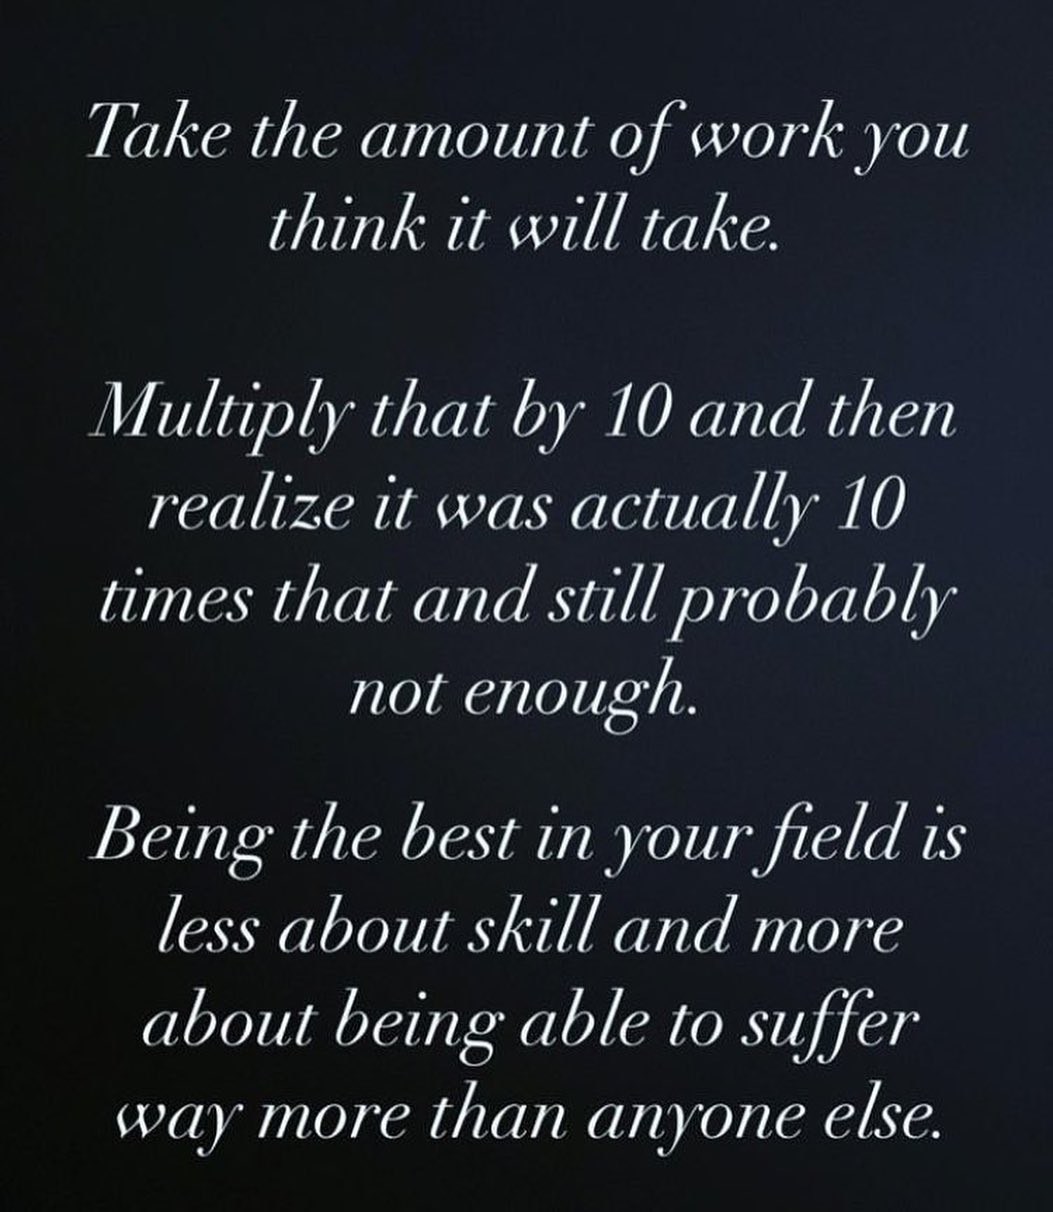 Take the amount of work you
think it will take.
Multiply that by 10 and then
realize it was actually 10
times that and still probably
not enough.
Being the best in your field is
less about skill and more
about being able to suffer
way more than anyone else.